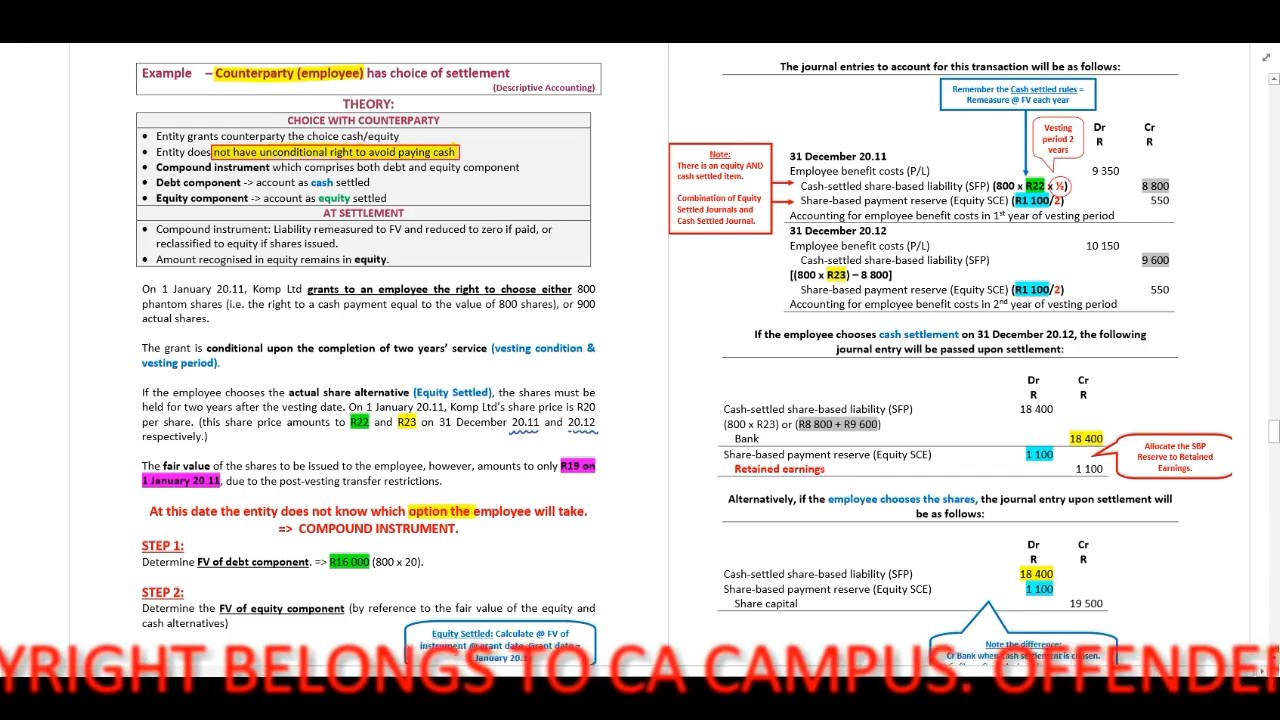 Example – Counterparty (employee) has choice of settlement
(Descriptive Accounting)
THEORY:
CHOICE WITH COUNTERPARTY
• Entity grants counterparty the choice cash/equity
• Entity does not have unconditional right to avoid paying cash
• Compound instrument which comprises both debt and equity component
• Debt component -> account as cash settled
• Equity component -> account as equity settled
AT SETTLEMENT
• Compound instrument: Liability remeasured to FV and reduced to zero if paid, or
reclassified to equity if shares issued.
• Amount recognised in equity remains in equity.
On 1 January 20.11, Komp Ltd grants to an employee the right to choose either 800
phantom shares (i.e. the right to a cash payment equal to the value of 800 shares), or 900
actual shares.
The grant is conditional upon the completion of two years' service (vesting condition &
vesting period).
If the employee chooses the actual share alternative (Equity Settled), the shares must be
held for two years after the vesting date. On 1 January 20.11, Komp Ltd's share price is R20
per share. (this share price amounts to R22 and R23 on 31 December 20.11 and 20.12
respectively.)
The fair value of the shares to be issued to the employee, however, amounts to only R19 on
1 January 20.11, due to the post-vesting transfer restrictions.
At this date the entity does not know which option the employee will take.
=> COMPOUND INSTRUMENT.
STEP 1:
Determine FV of debt component. => R16 000 (800 x 20).
STEP 2:
Determine the FV of equity component (by reference to the fair value of the equity and
cash alternatives)
Equity Settled: Calculate @ FV of
instrument @ grant date. Grant date =
The journal entries to account for this transaction will be as follows:
Remember the Cash settled rules =
Remeasure @ FV each year
Vesting
period 2
years
Dr Cr
R R
Note:
There is an equity AND
cash settled item.
Combination of Equity
Settled Journals and
Cash Settled Journal.
31 December 20.11
Employee benefit costs (P/L) 9 350
Cash-settled share-based liability (SFP) (800 x R22 x ½) 8 800
Share-based payment reserve (Equity SCE) (R1 100/2) 550
Accounting for employee benefit costs in 1st year of vesting period
31 December 20.12
Employee benefit costs (P/L) 10 150
Cash-settled share-based liability (SFP) 9 600
[(800 x R23) – 8 800]
Share-based payment reserve (Equity SCE) (R1 100/2) 550
Accounting for employee benefit costs in 2nd year of vesting period
If the employee chooses cash settlement on 31 December 20.12, the following
journal entry will be passed upon settlement:
Dr Cr
R R
Cash-settled share-based liability (SFP) 18 400
(800 x R23) or (R8 800 + R9 600)
Bank 18 400
Share-based payment reserve (Equity SCE) 1 100
Retained earnings 1 100
Allocate the SBP
Reserve to Retained
Earnings.
Alternatively, if the employee chooses the shares, the journal entry upon settlement will
be as follows:
Dr Cr
R R
Cash-settled share-based liability (SFP) 18 400
Share-based payment reserve (Equity SCE) 1 100
Share capital 19 500
Note the difference:
Cr Bank when Cash settlement is chosen.
YRIGHT BELONGS TO CA CAMPUS. OFFENDER